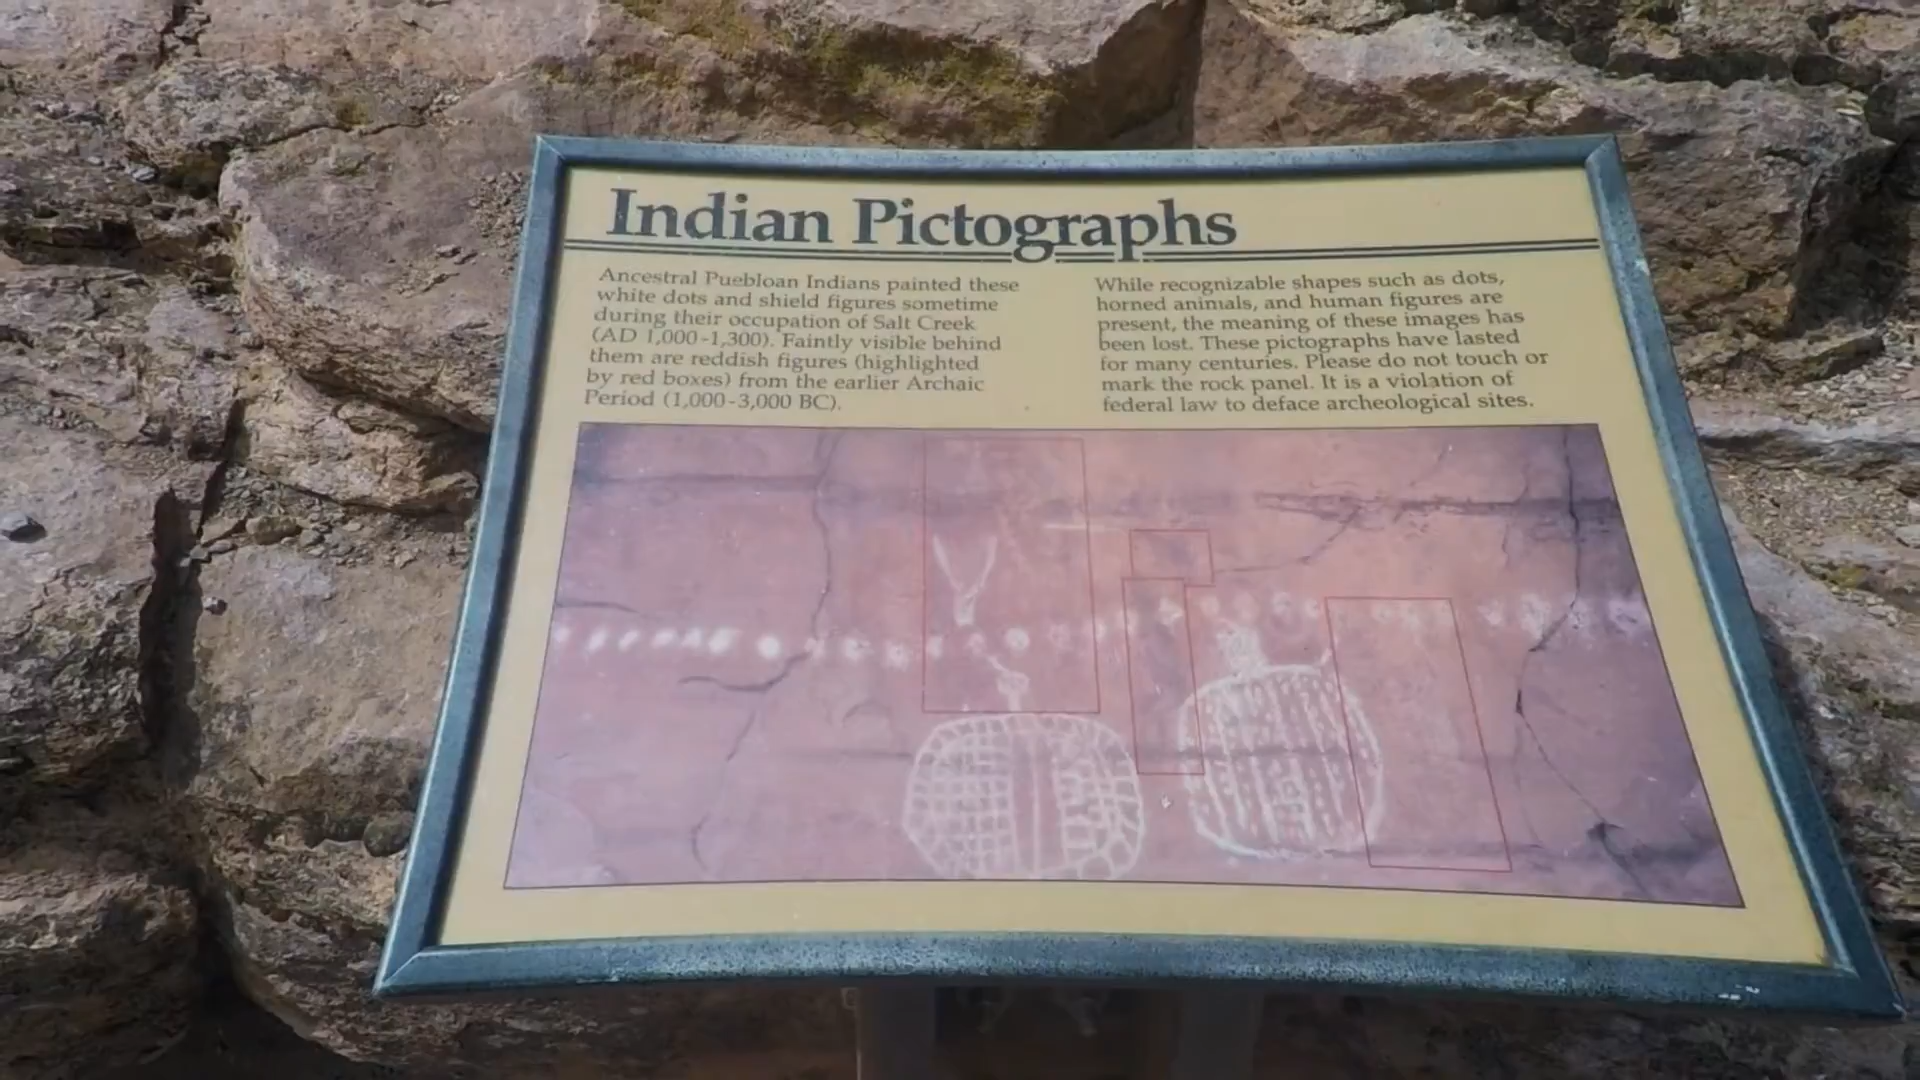 Indian Pictographs
Ancestral Puebloan Indians painted these
white dots and shield figures sometime
during their occupation of Salt Creek
(AD 1,000-1,300). Faintly visible behind
them are reddish figures (highlighted
by red boxes) from the earlier Archaic
Period (1,000-3,000 BC).
While recognizable shapes such as dots,
horned animals, and human figures are
present, the meaning of these images has
been lost. These pictographs have lasted
for many centuries. Please do not touch or
mark the rock panel. It is a violation of
federal law to deface archeological sites.